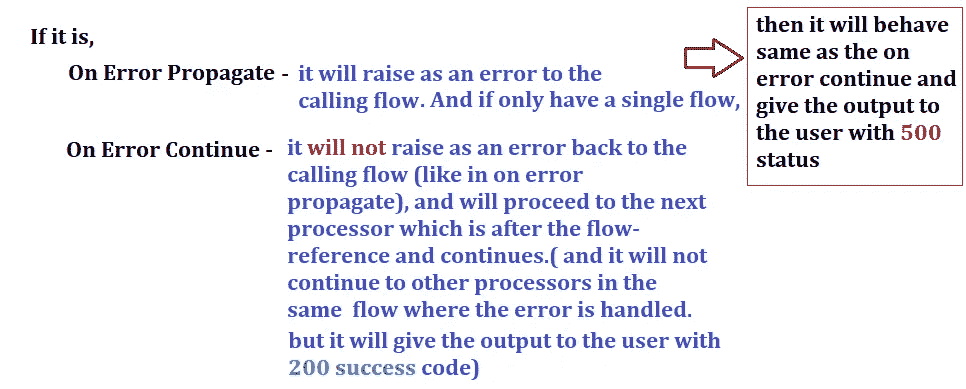 If it is,
On Error Propagate - it will raise as an error to the
calling flow. And if only have a single flow,
then it will behave
same as the on
error continue and
give the output to
the user with 500
status
On Error Continue - it will not raise as an error back to the
calling flow (like in on error
propagate), and will proceed to the next
processor which is after the flow-
reference and continues.( and it will not
continue to other processors in the
same flow where the error is handled.
but it will give the output to the user with
200 success code)